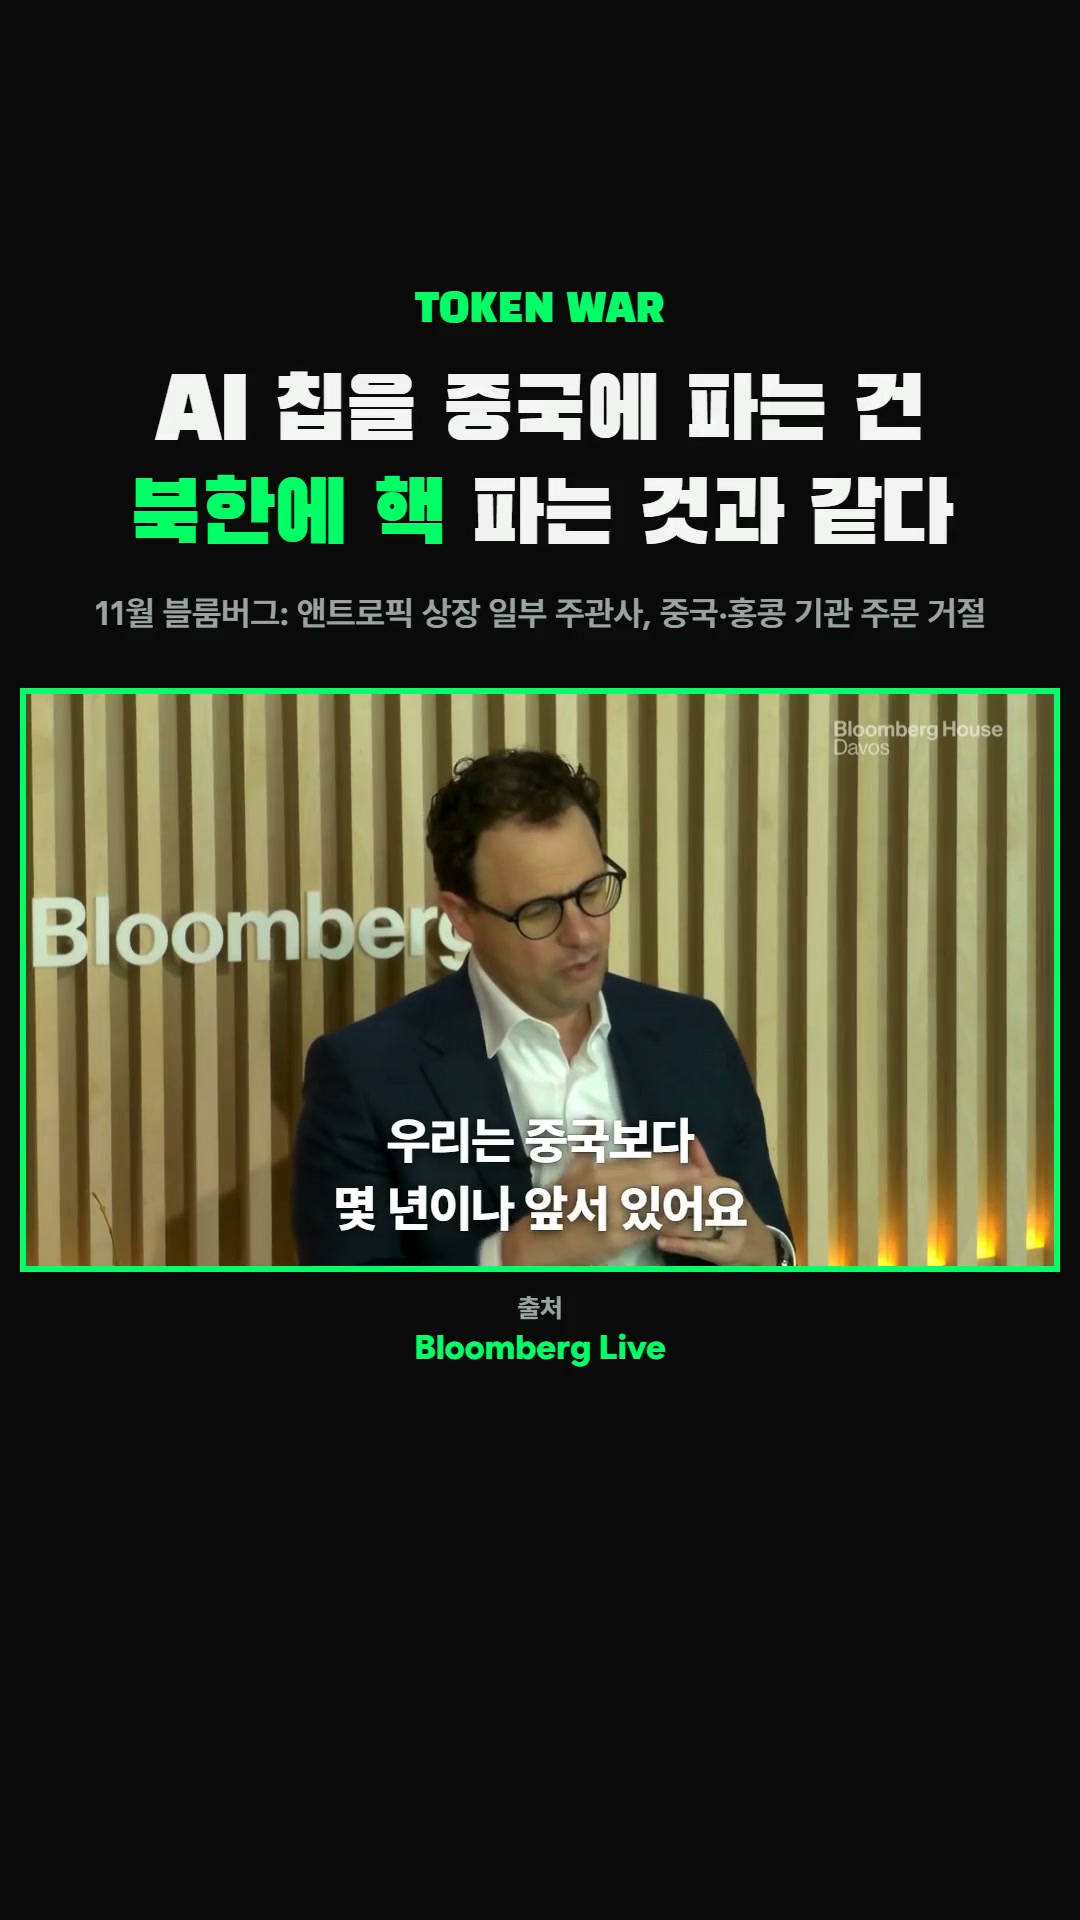 TOKEN WAR
AI 칩을 중국에 파는 건
북한에 핵 파는 것과 같다
11월 블룸버그: 앤트로픽 상장 일부 주관사, 중국·홍콩 기관 주문 거절
Bloomberg House
Davos
Bloomberg
우리는 중국보다
몇 년이나 앞서 있어요
출처
Bloomberg Live